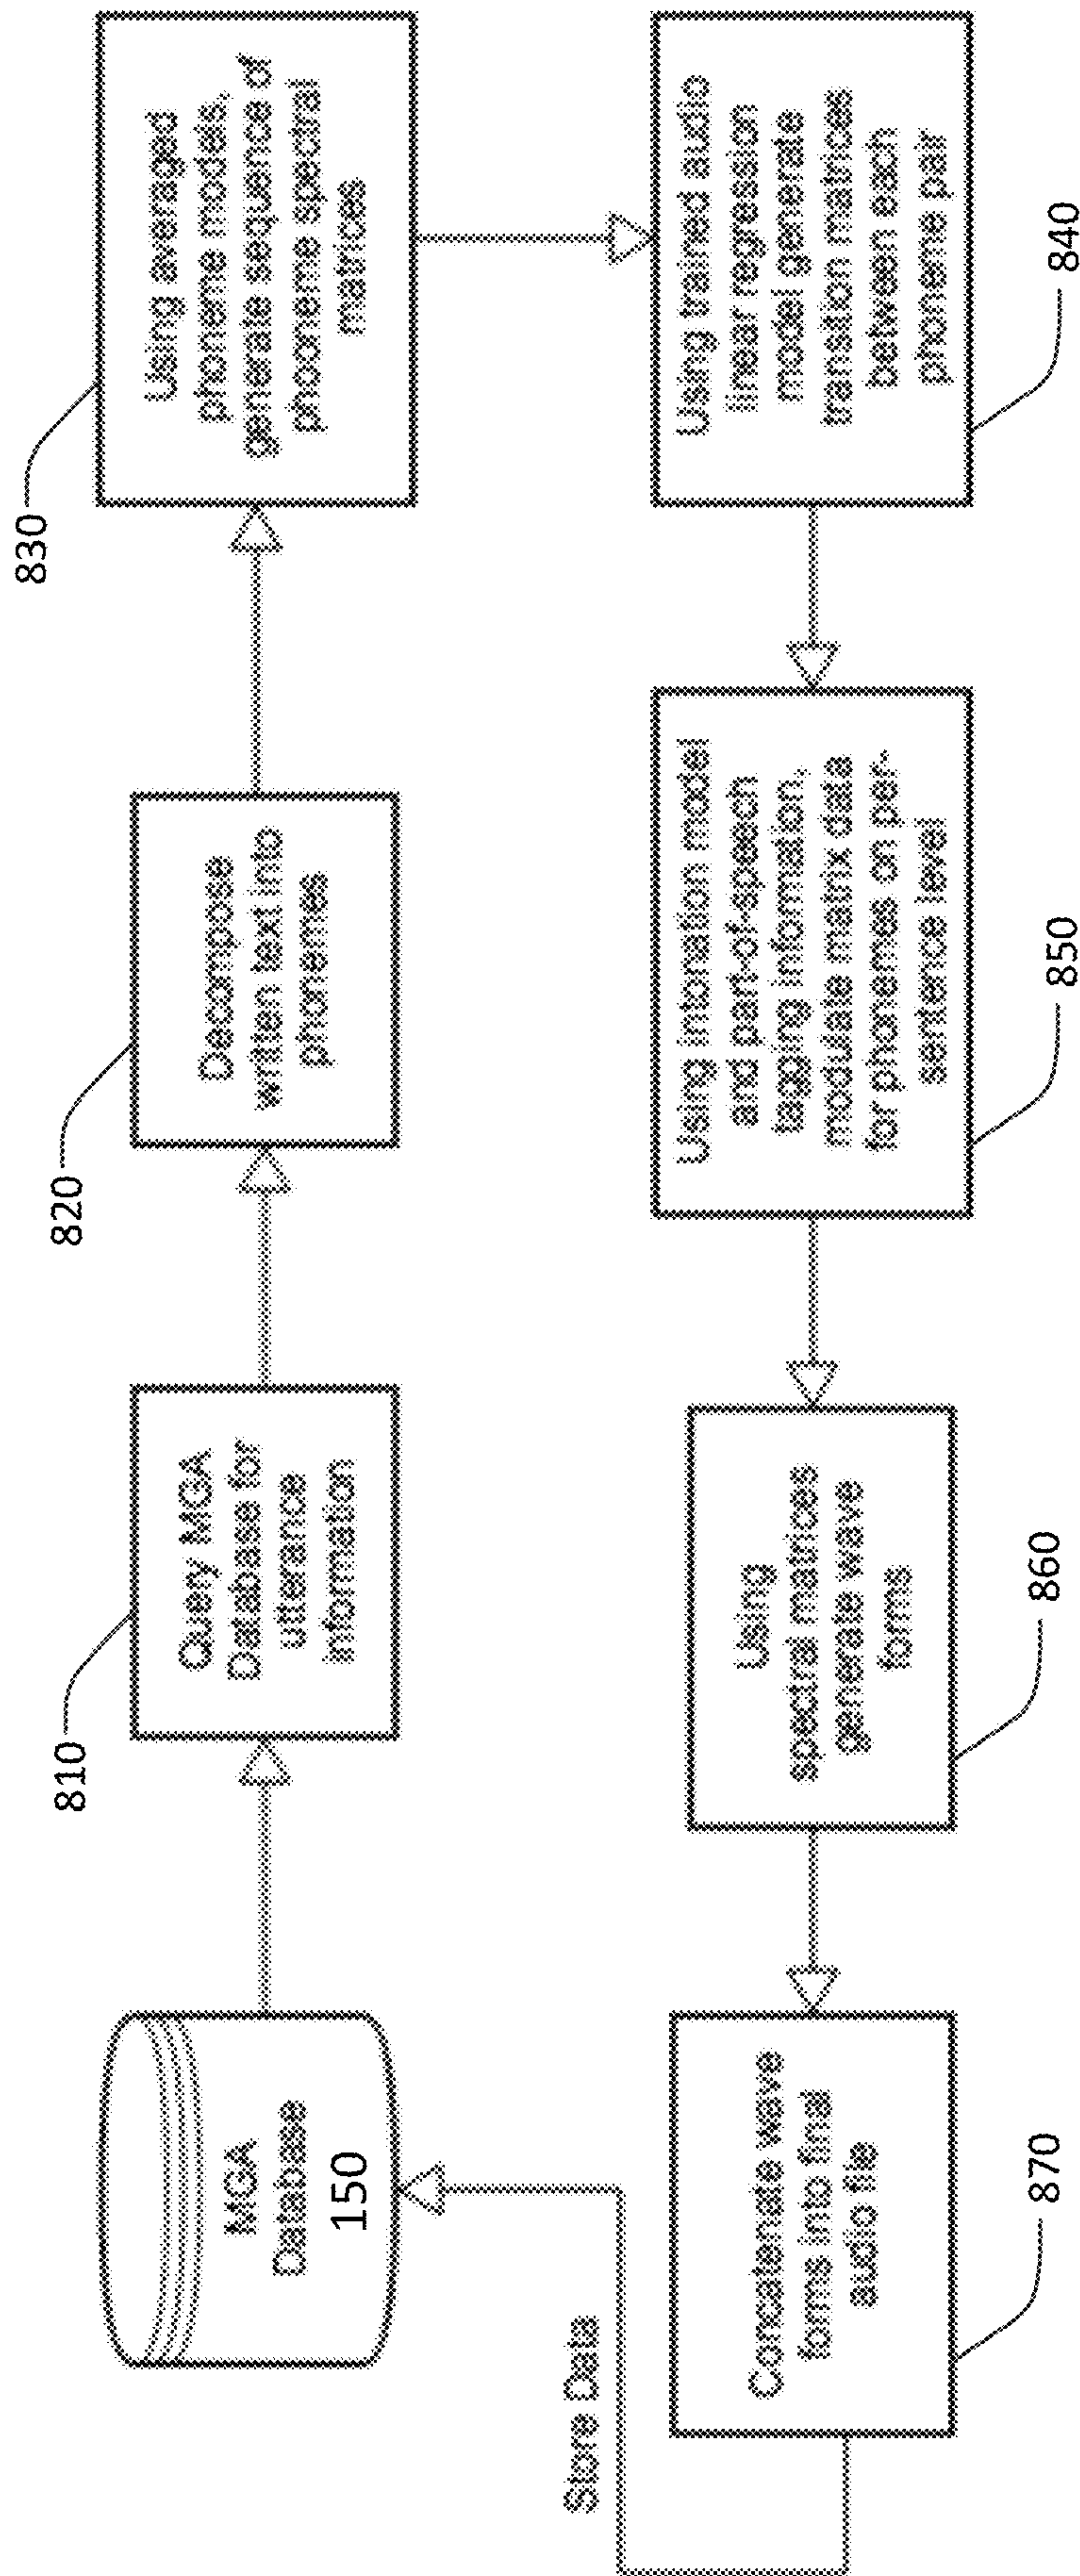 MGA
Database
150
810
Query MGA
Database for
utterance
information
820
Decompose
written text into
phonemes
830
Using averaged
phoneme models,
generate sequence of
phoneme spectral
matrices
Using trained audio
linear regression
model generate
transition matrices
between each
phoneme pair
840
Using intonation model
and part-of-speech
tagging information,
modulate matrix data
for phonemes on per-
sentence level
850
Using
spectral matrices
generate wave
forms
860
Concatenate wave
forms into final
audio file
870
Store Data